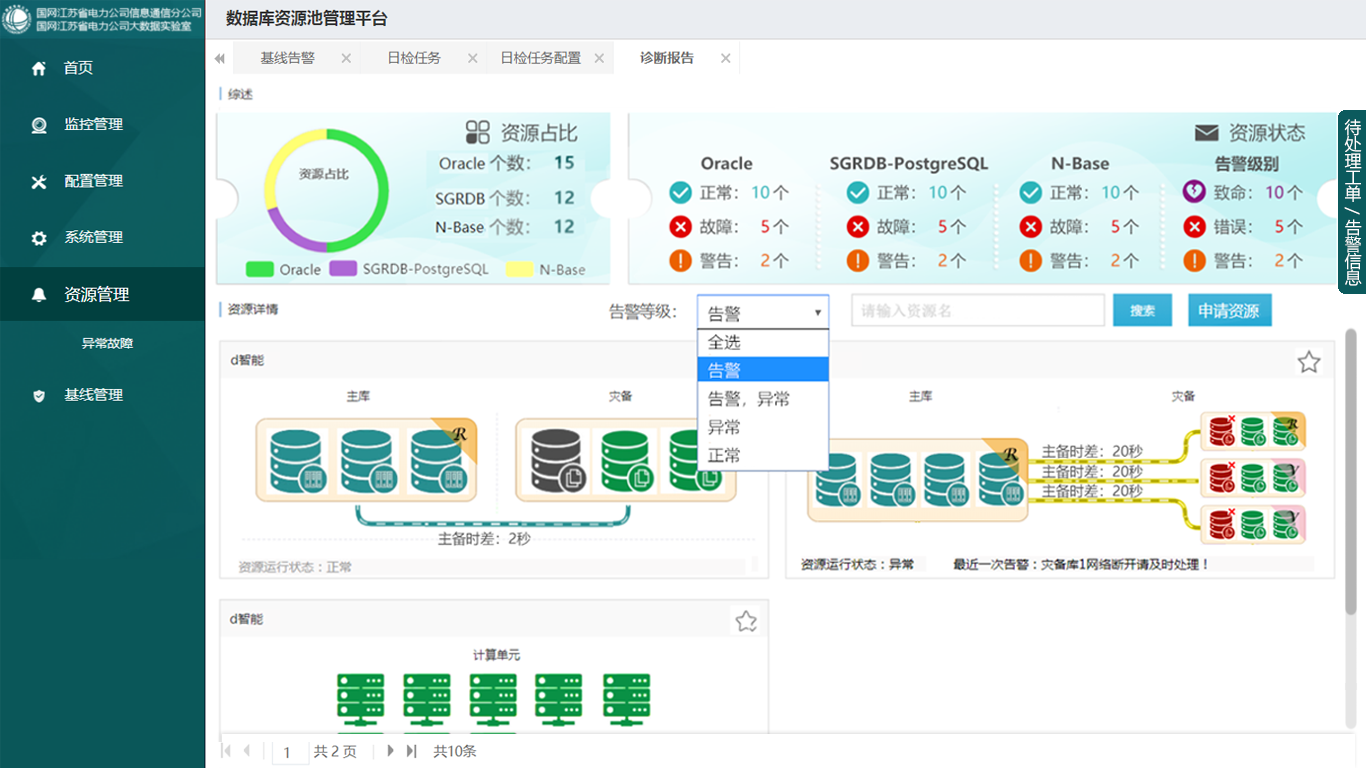 国网江苏省电力公司信息通信分公司
国网江苏省电力公司大数据实验室
数据库资源池管理平台
首页
监控管理
配置管理
系统管理
资源管理
异常故障
基线管理
基线告警
日检任务
日检任务配置
诊断报告
综述
资源占比
资源占比
Oracle 个数： 15
SGRDB 个数： 12
N-Base 个数： 12
Oracle SGRDB-PostgreSQL N-Base
资源状态
Oracle SGRDB-PostgreSQL N-Base 告警级别
正常： 10个 正常： 10个 正常： 10个 致命： 10个
故障： 5个 故障： 5个 故障： 5个 错误： 5个
警告： 2个 警告： 2个 警告： 2个 警告： 2个
待处理工单 / 告警信息
资源详情
告警等级： 告警
请输入资源名
搜索
申请资源
全选
告警
告警，异常
异常
正常
d智能
主库 灾备
R
主备时差：2秒
资源运行状态：正常
主库 灾备
R
主备时差：20秒
主备时差：20秒
主备时差：20秒
R
V
V
资源运行状态：异常 最近一次告警：灾备库1网络断开请及时处理！
d智能
计算单元
1 共 2 页 共10条